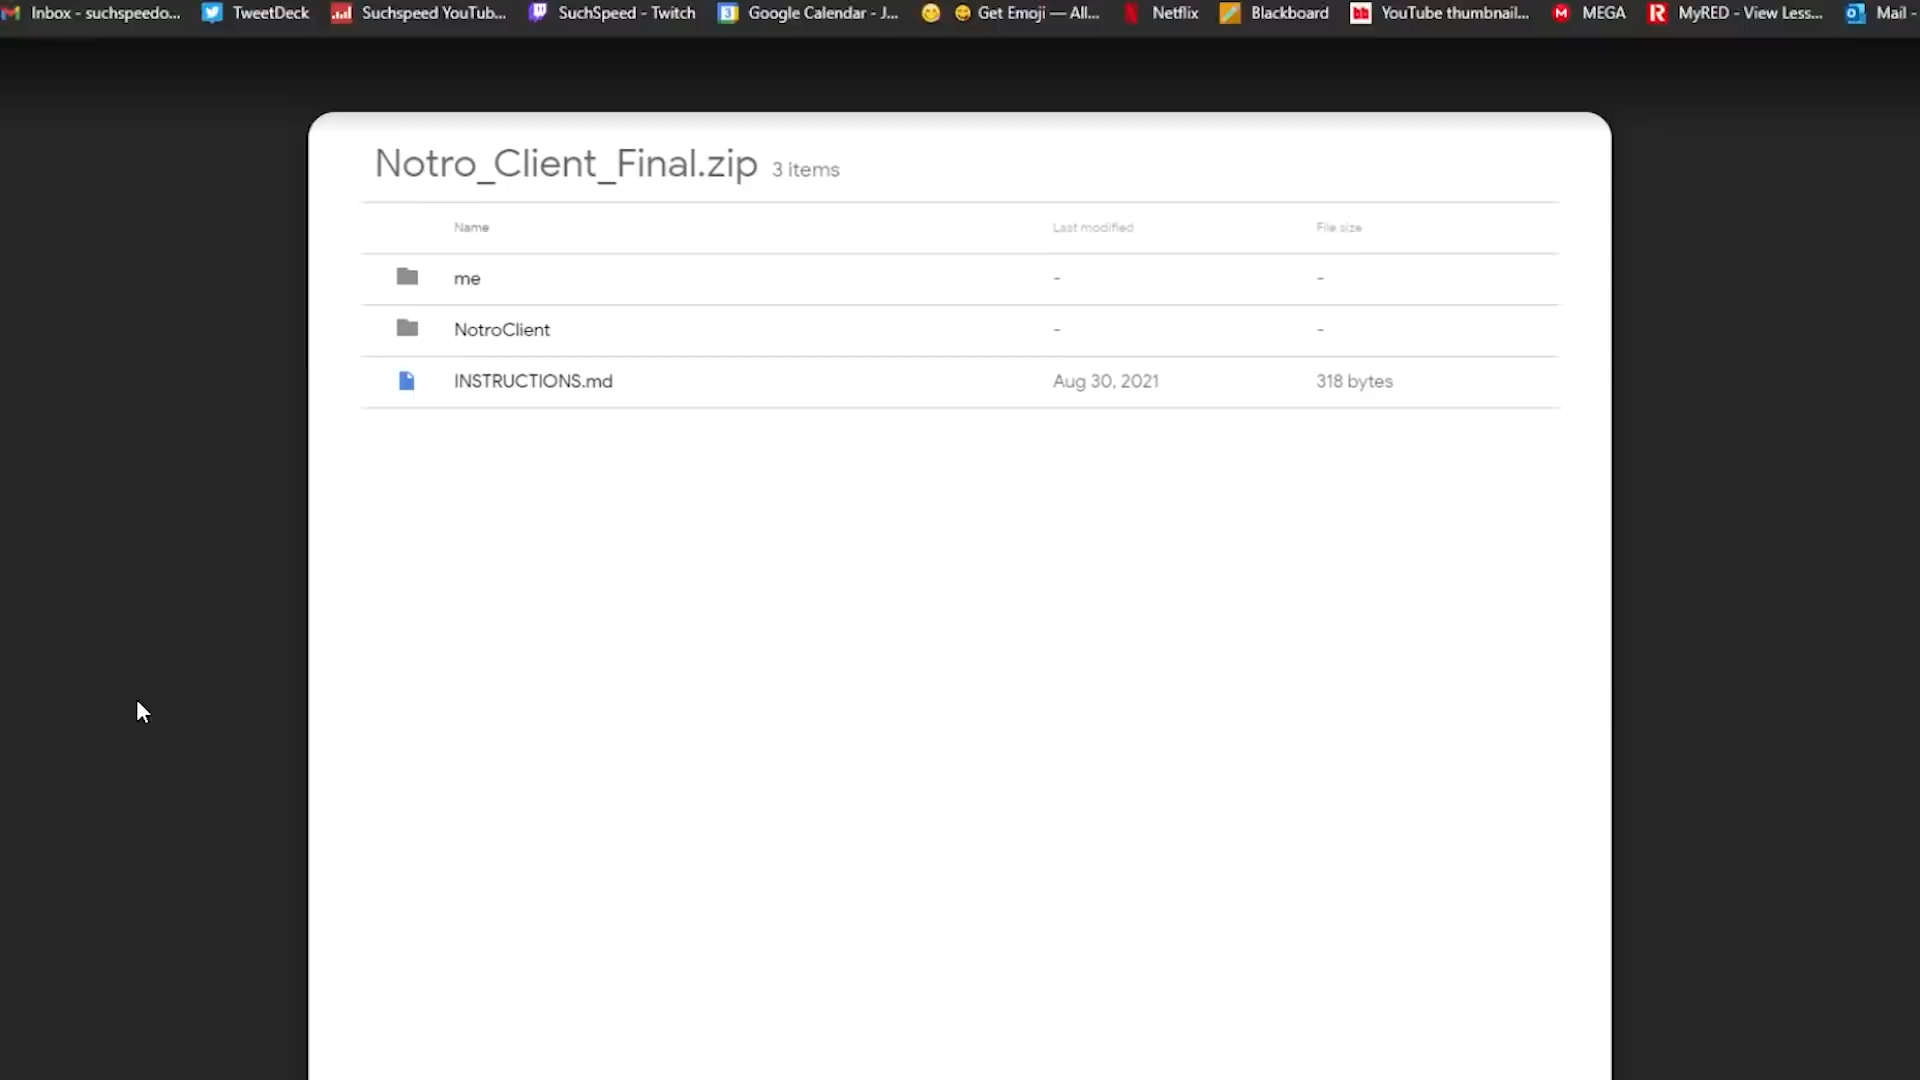 Inbox - suchspeedo... TweetDeck Suchspeed YouTub... SuchSpeed - Twitch Google Calendar - J... Get Emoji — All... Netflix Blackboard YouTube thumbnail... MEGA MyRED - View Less... Mail -
Notro_Client_Final.zip 3 items
Name Last modified File size
me - -
NotroClient - -
INSTRUCTIONS.md Aug 30, 2021 318 bytes